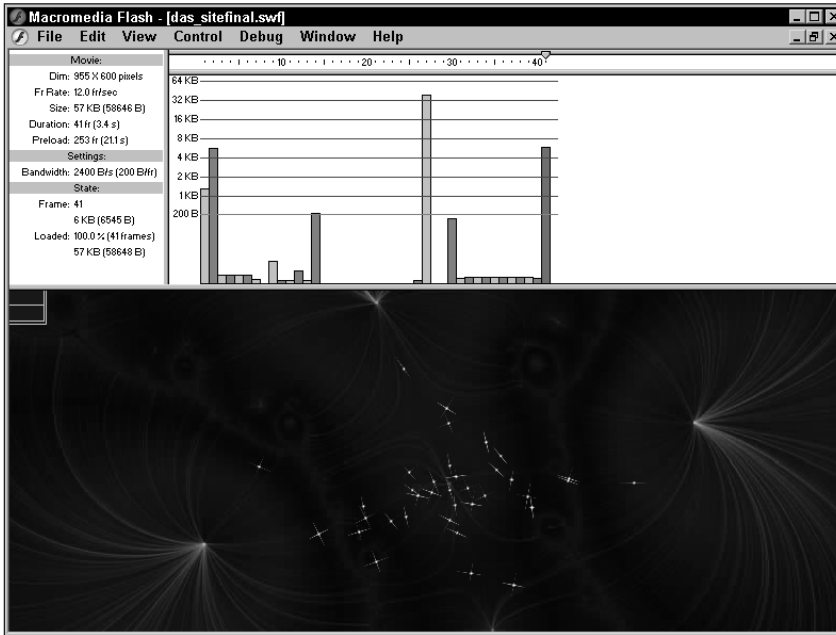 Macromedia Flash - [das_sitefinal.swf]
File Edit View Control Debug Window Help
Movie:
Dim: 955 X 600 pixels
Fr Rate: 12.0 fr/sec
Size: 57 KB (58646 B)
Duration: 41 fr (3.4 s)
Preload: 253 fr (21.1 s)
Settings:
Bandwidth: 2400 B/s (200 B/fr)
State:
Frame: 41
6 KB (6545 B)
Loaded: 100.0 % (41 frames)
57 KB (58648 B)
1 10 20 30 40
64 KB
32 KB
16 KB
8 KB
4 KB
2 KB
1 KB
200 B